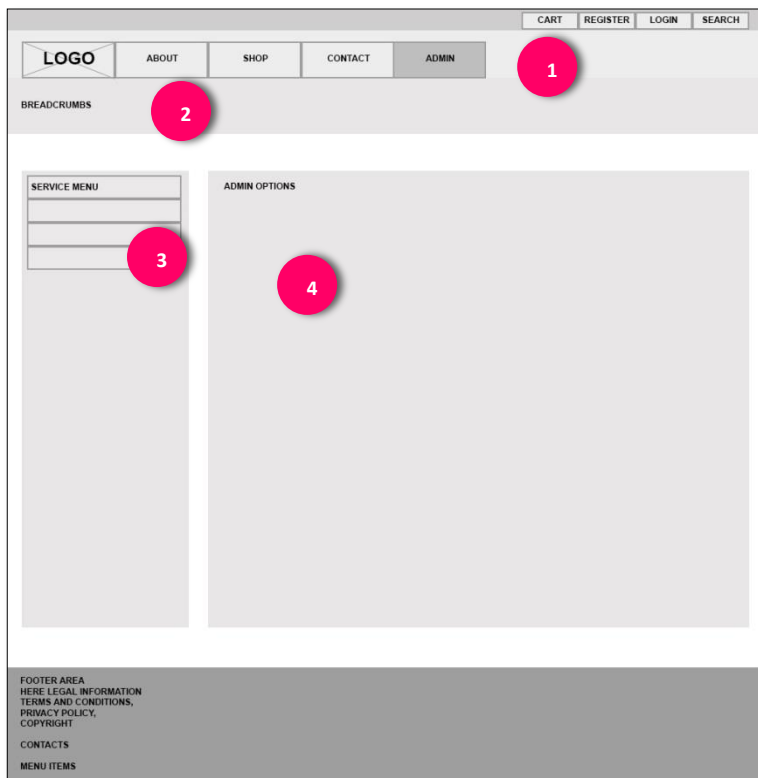 CART REGISTER LOGIN SEARCH
LOGO ABOUT SHOP CONTACT ADMIN
1
BREADCRUMBS
2
SERVICE MENU
ADMIN OPTIONS
3
4
FOOTER AREA
HERE LEGAL INFORMATION
TERMS AND CONDITIONS,
PRIVACY POLICY,
COPYRIGHT
CONTACTS
MENU ITEMS